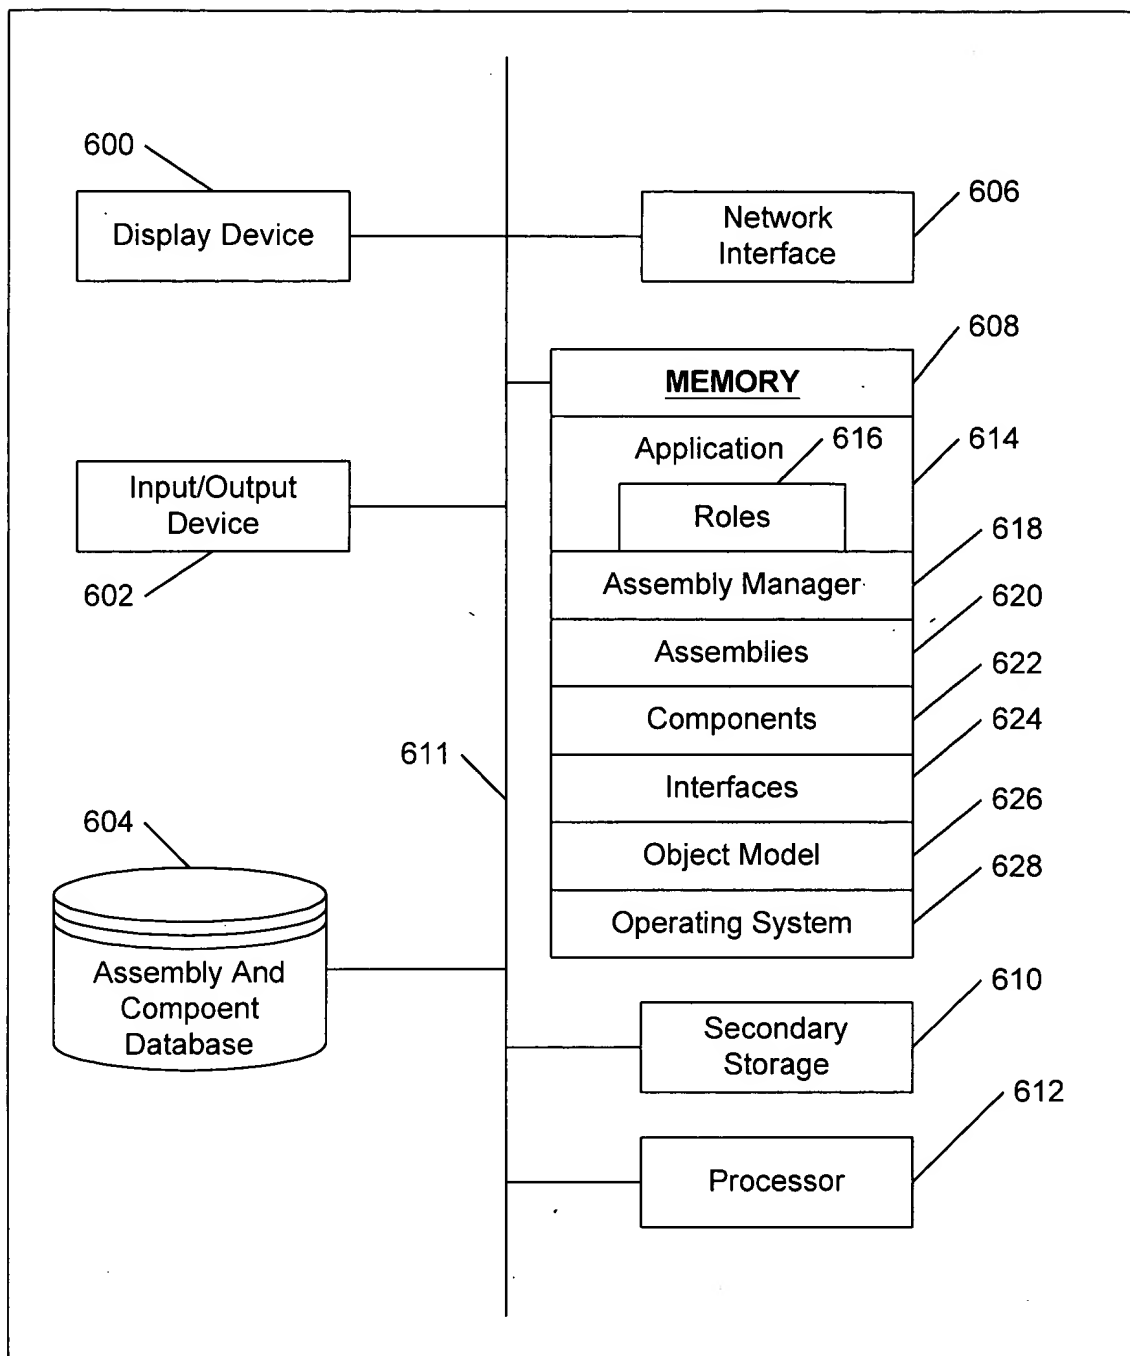 600
Display Device
Network
Interface
606
608
MEMORY
Application
616
614
Roles
Input/Output
Device
602
618
Assembly Manager
620
Assemblies
622
Components
624
611
Interfaces
626
604
Object Model
628
Operating System
Assembly And
Compoent
Database
610
Secondary
Storage
612
Processor